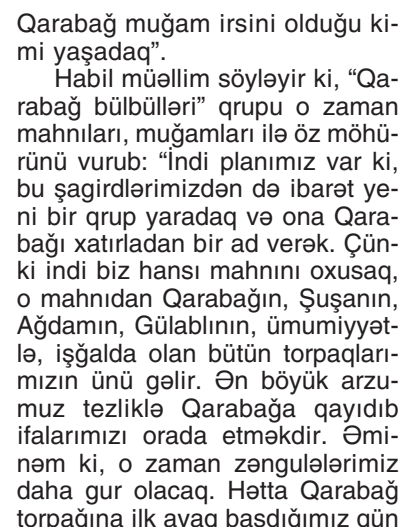 Qarabağ muğam irsini olduğu ki-
mi yaşadaq”.
Habil müəllim söyləyir ki, “Qa-
rabağ bülbülləri” qrupu o zaman
mahnıları, muğamları ilə öz möhü-
rünü vurub: “İndi planımız var ki,
bu şagirdlərimizdən də ibarət ye-
ni bir qrup yaradaq və ona Qara-
bağı xatırladan bir ad verək. Çün-
ki indi biz hansı mahnını oxusaq,
o mahnıdan Qarabağın, Şuşanın,
Ağdamın, Gülablının, ümumiyyət-
lə, işğalda olan bütün torpaqları-
mızın ünü gəlir. Ən böyük arzu-
muz tezliklə Qarabağa qayıdıb
ifalarımızı orada etməkdir. Əmi-
nəm ki, o zaman zəngulələrimiz
daha gur olacaq. Hətta Qarabağ
torpağına ilk ayaq basdığımız gün